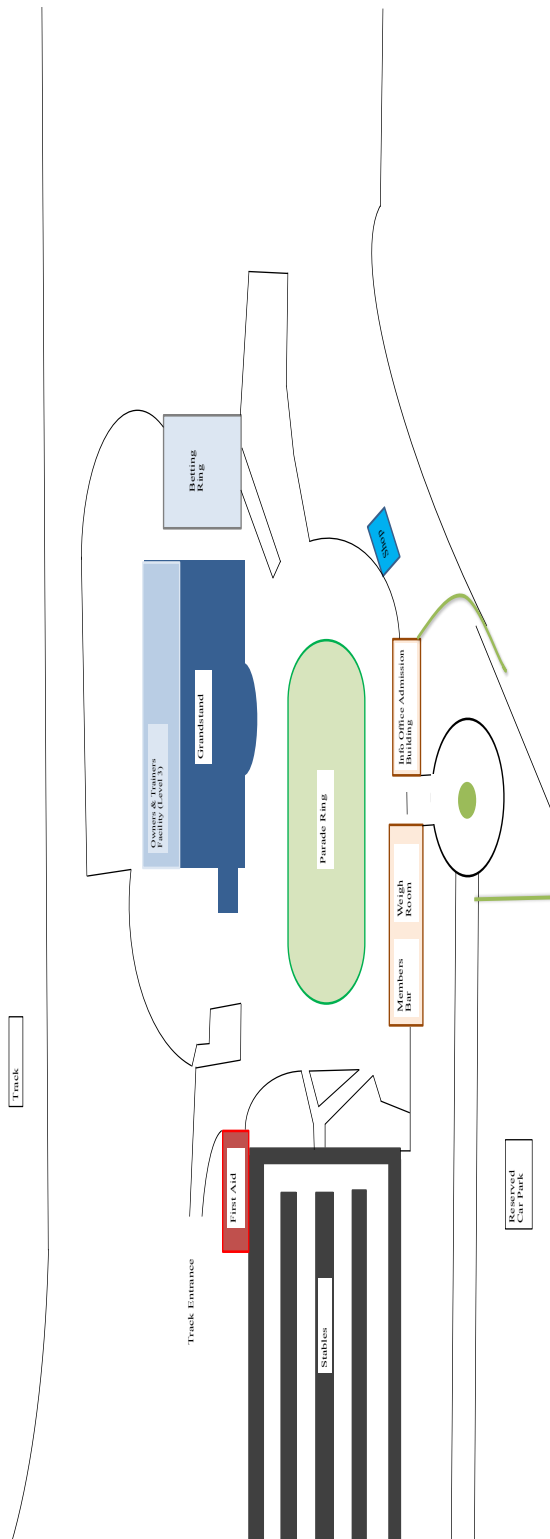 Betting
Ring
Shop
Owners & Trainers
Facility (Level 3)
Grandstand
Info Office Admission
Building
Parade Ring
Weigh
Room
Members
Bar
Track
First Aid
Reserved
Car Park
Track Entrance
Stables